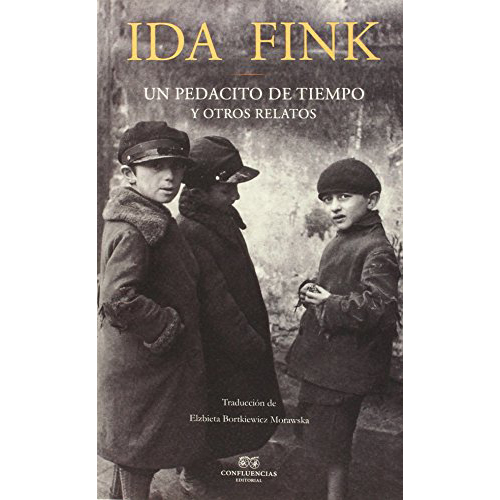 IDA FINK
UN PEDACITO DE TIEMPO
Y OTROS RELATOS
Traducción de
Elzbieta Bortkiewicz Morawska
CONFLUENCIAS
EDITORIAL